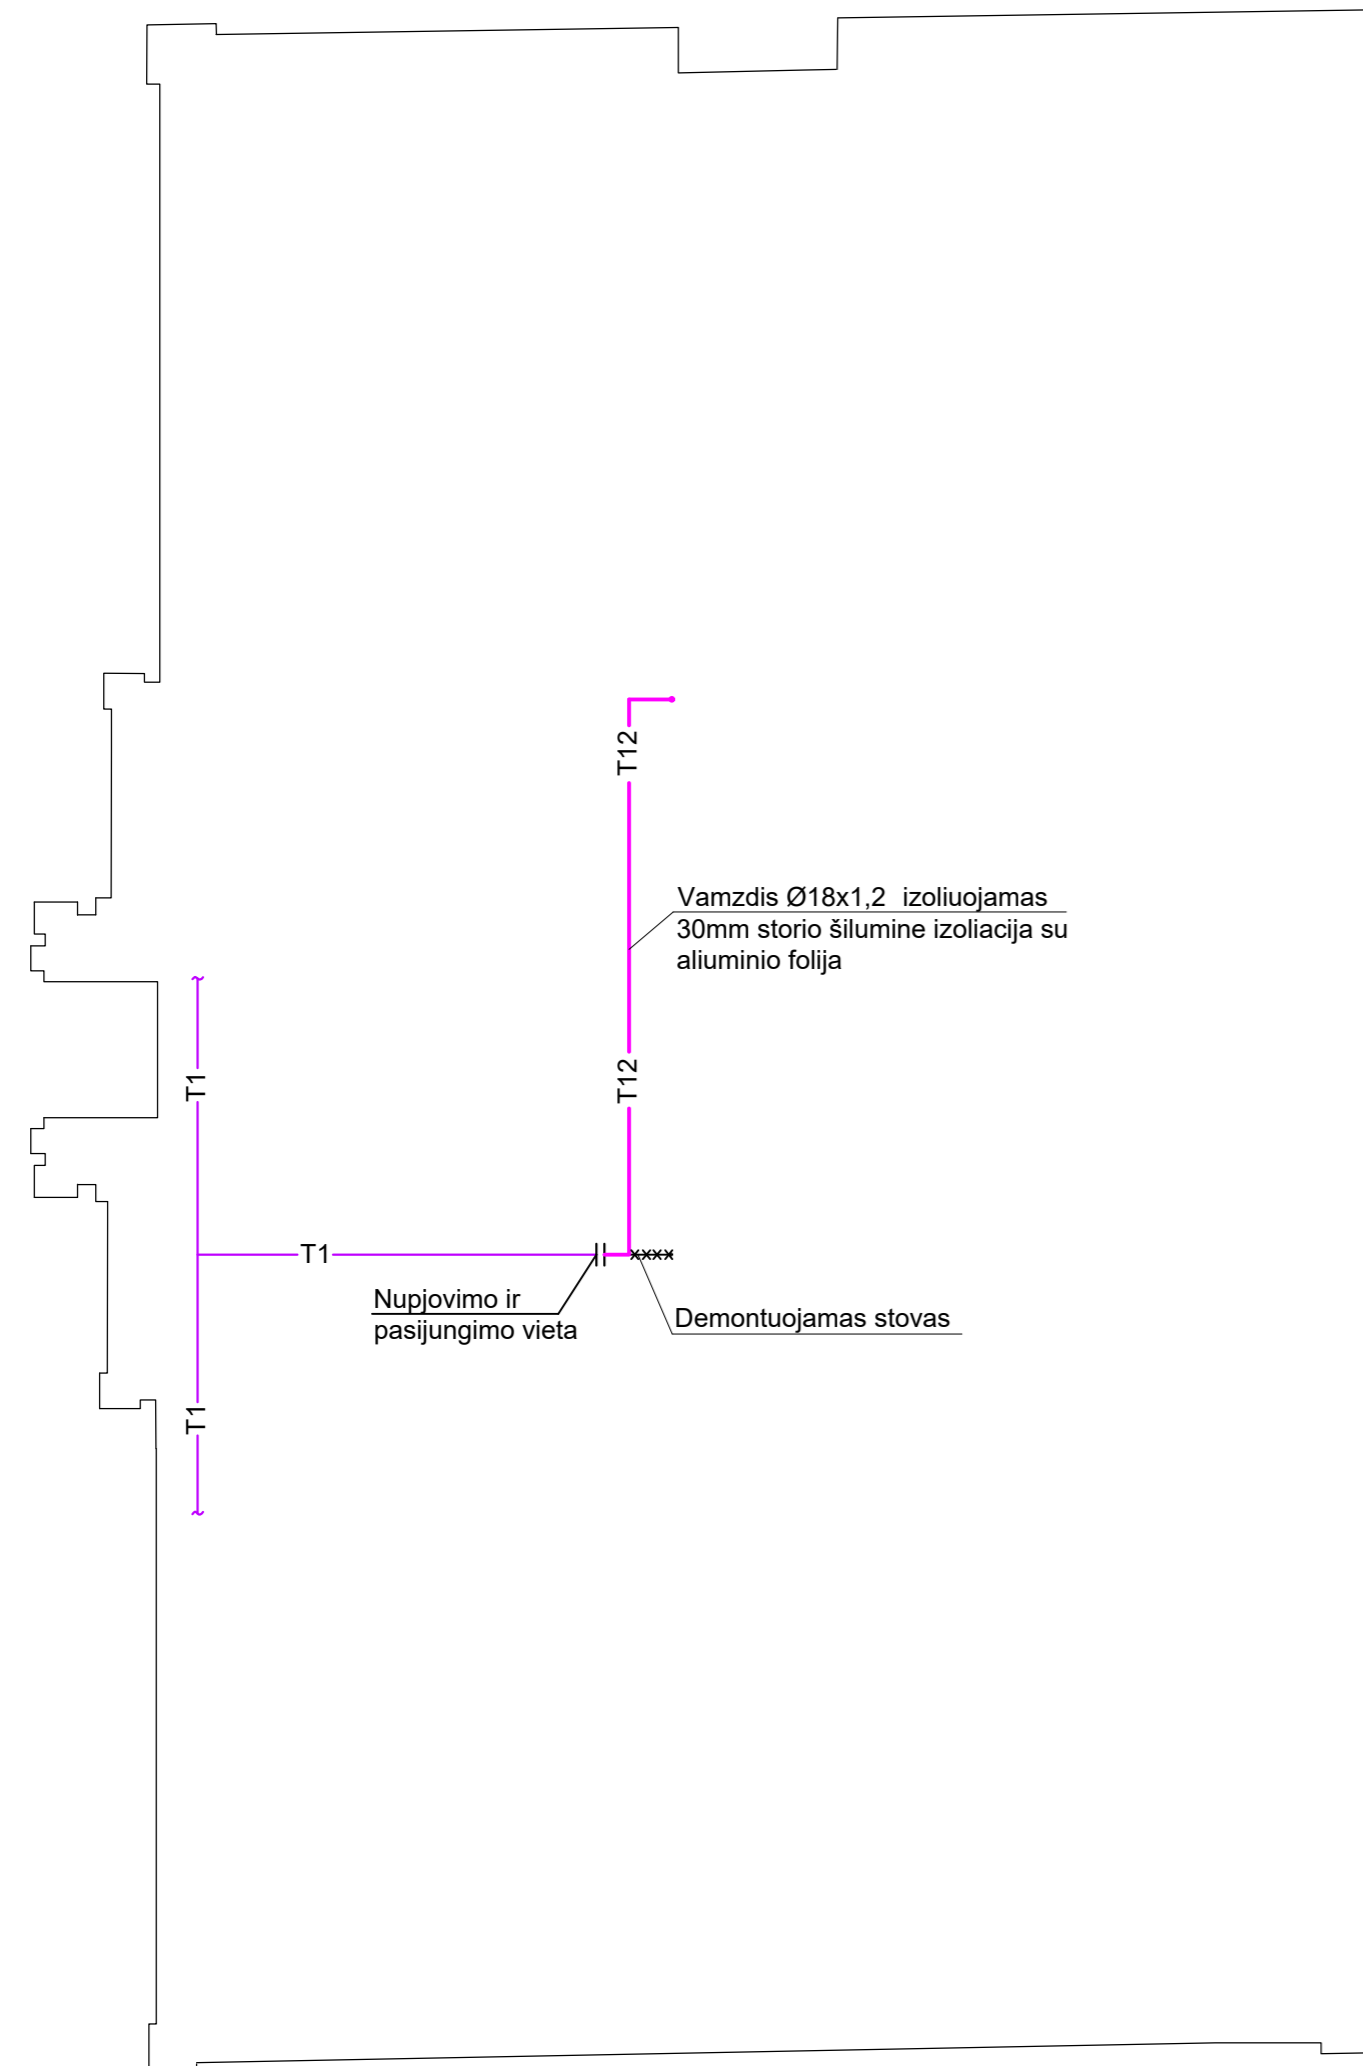 T12
Vamzdis Ø18x1,2 izoliuojamas
30mm storio šilumine izoliacija su
aliuminio folija
T12
T1
T1
Nupjovimo ir
pasijungimo vieta
Demontuojamas stovas
T1